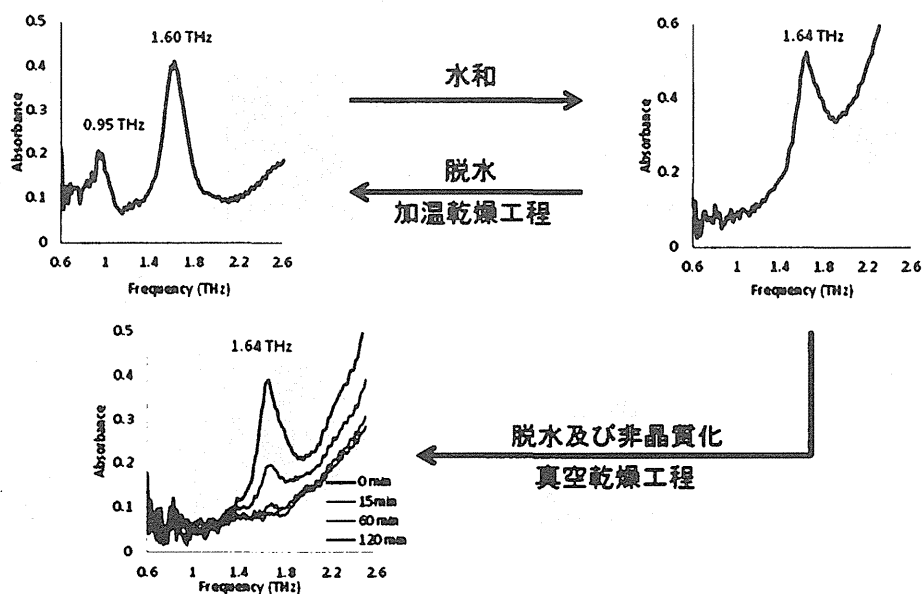 0.5
1.60 THz
0.4
0.3
0.95 THz
0.2
0.1
0
Absorbance
0.6 1 1.4 1.8 2.2 2.6
Frequency (THz)
水和
脱水
加温乾燥工程
0.6
1.64 THz
0.4
0.2
0
Absorbance
0.6 1 1.4 1.8 2.2 2.6
Frequency (THz)
0.5
1.64 THz
0.4
0.3
0.2
0.1
0
Absorbance
0 min
15 min
60 min
120 min
0.6 1 1.4 1.8 2.2 2.6
Frequency (THz)
脱水及び非晶質化
真空乾燥工程